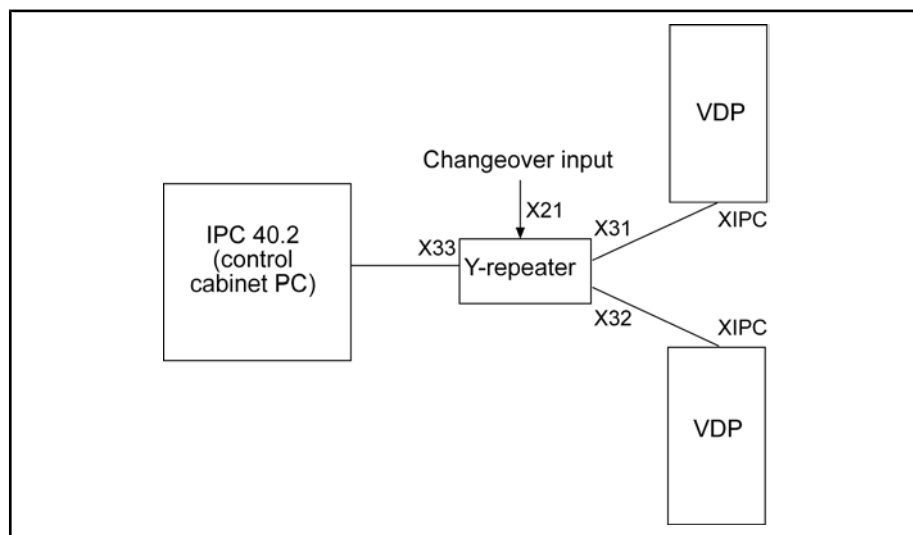 VDP
Changeover input
X21
XIPC
IPC 40.2
(control
cabinet PC)
X33
Y-repeater
X31
X32
XIPC
VDP